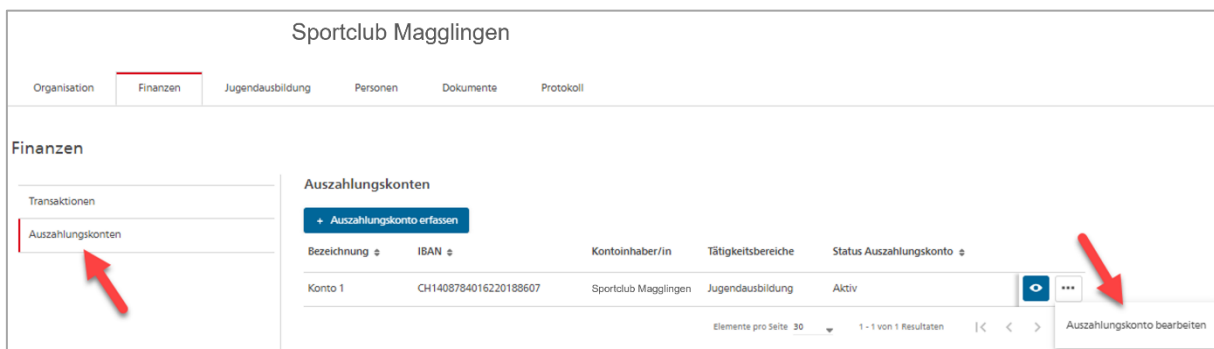 Sportclub Magglingen
Organisation Finanzen Jugendausbildung Personen Dokumente Protokoll
Finanzen
Transaktionen
Auszahlungskonten
Auszahlungskonten
+ Auszahlungskonto erfassen
Bezeichnung IBAN Kontoinhaber/in Tätigkeitsbereiche Status Auszahlungskonto
Konto 1 CH1408784016220188607 Sportclub Magglingen Jugendausbildung Aktiv
Auszahlungskonto bearbeiten
Elemente pro Seite 30 1 - 1 von 1 Resultaten